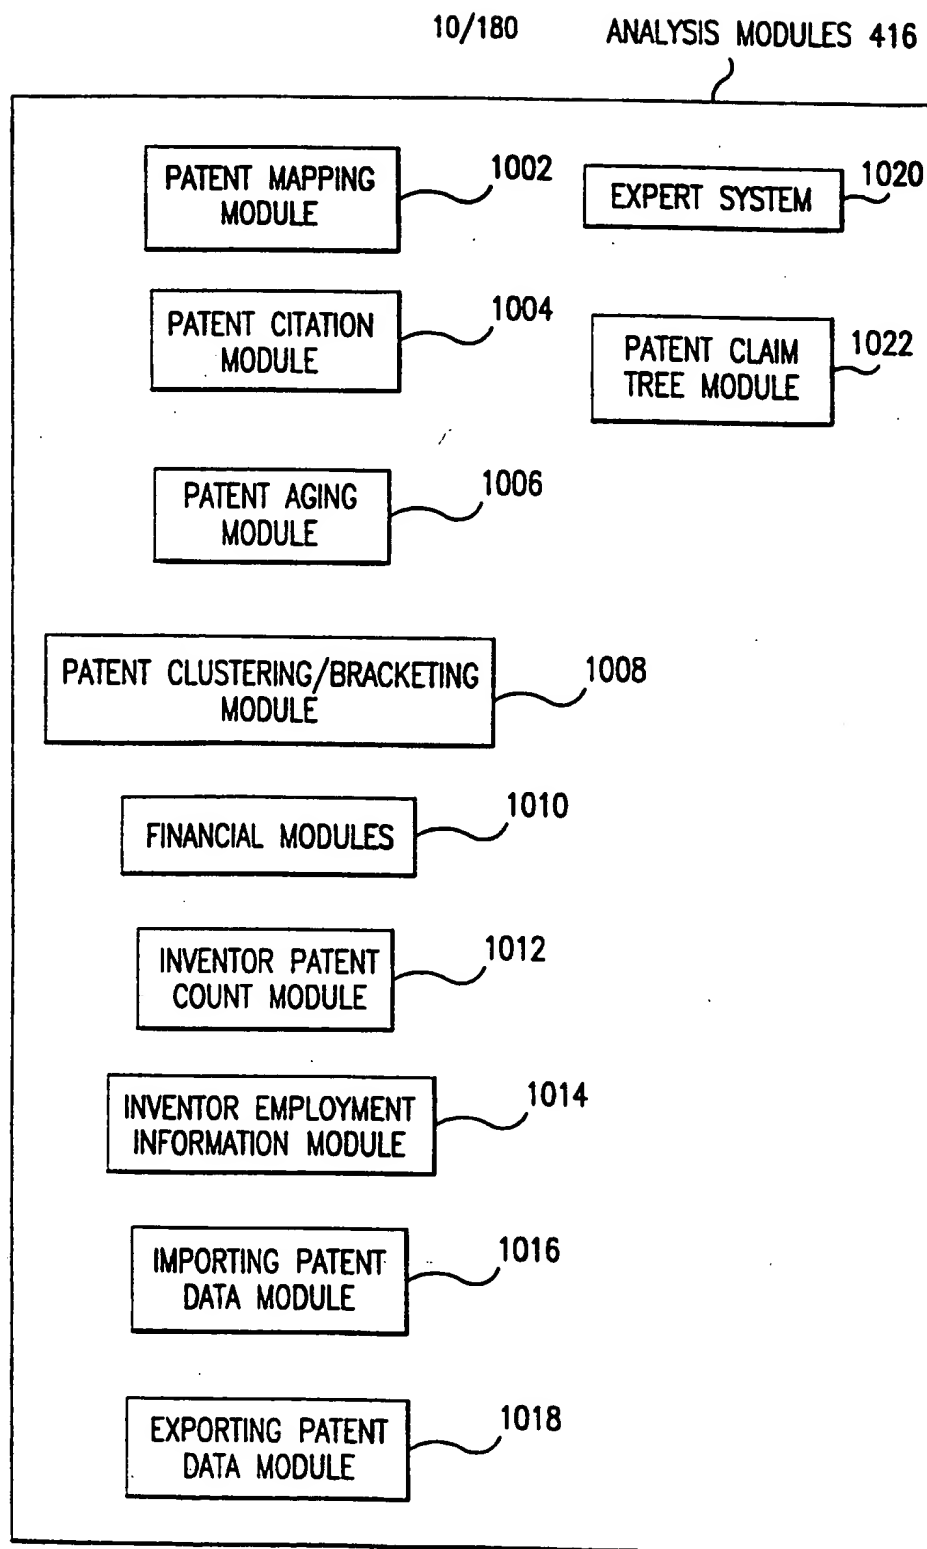 10/180
ANALYSIS MODULES 416
PATENT MAPPING
MODULE
1002
EXPERT SYSTEM
1020
PATENT CITATION
MODULE
1004
PATENT CLAIM
TREE MODULE
1022
PATENT AGING
MODULE
1006
PATENT CLUSTERING/BRACKETING
MODULE
1008
FINANCIAL MODULES
1010
INVENTOR PATENT
COUNT MODULE
1012
INVENTOR EMPLOYMENT
INFORMATION MODULE
1014
IMPORTING PATENT
DATA MODULE
1016
EXPORTING PATENT
DATA MODULE
1018